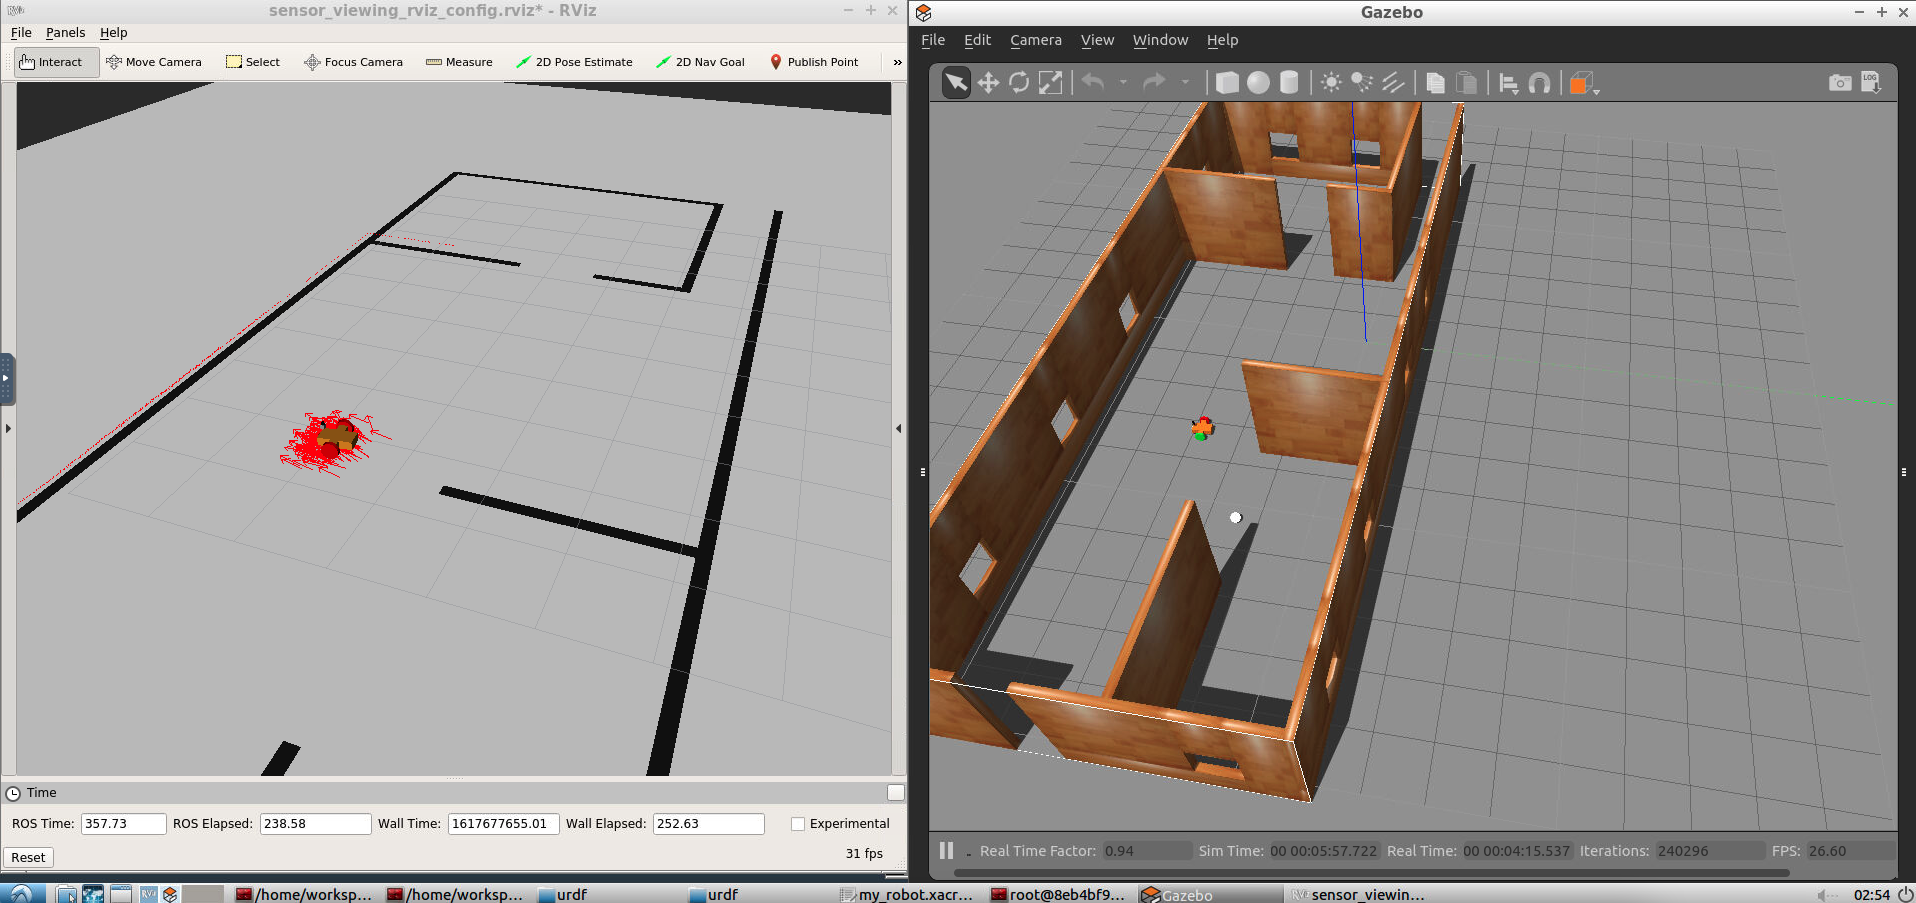 sensor_viewing_rviz_config.rviz* - RViz
File Panels Help
Interact Move Camera Select Focus Camera Measure 2D Pose Estimate 2D Nav Goal Publish Point »
Time
ROS Time: 357.73 ROS Elapsed: 238.58 Wall Time: 1617677655.01 Wall Elapsed: 252.63 Experimental
Reset 31 fps
Gazebo
File Edit Camera View Window Help
LOG
Real Time Factor: 0.94 Sim Time: 00 00:05:57.722 Real Time: 00 00:04:15.537 Iterations: 240296 FPS: 26.60
/home/worksp... /home/worksp... urdf urdf my_robot.xacr... root@8eb4bf9... Gazebo sensor_viewin... 02:54